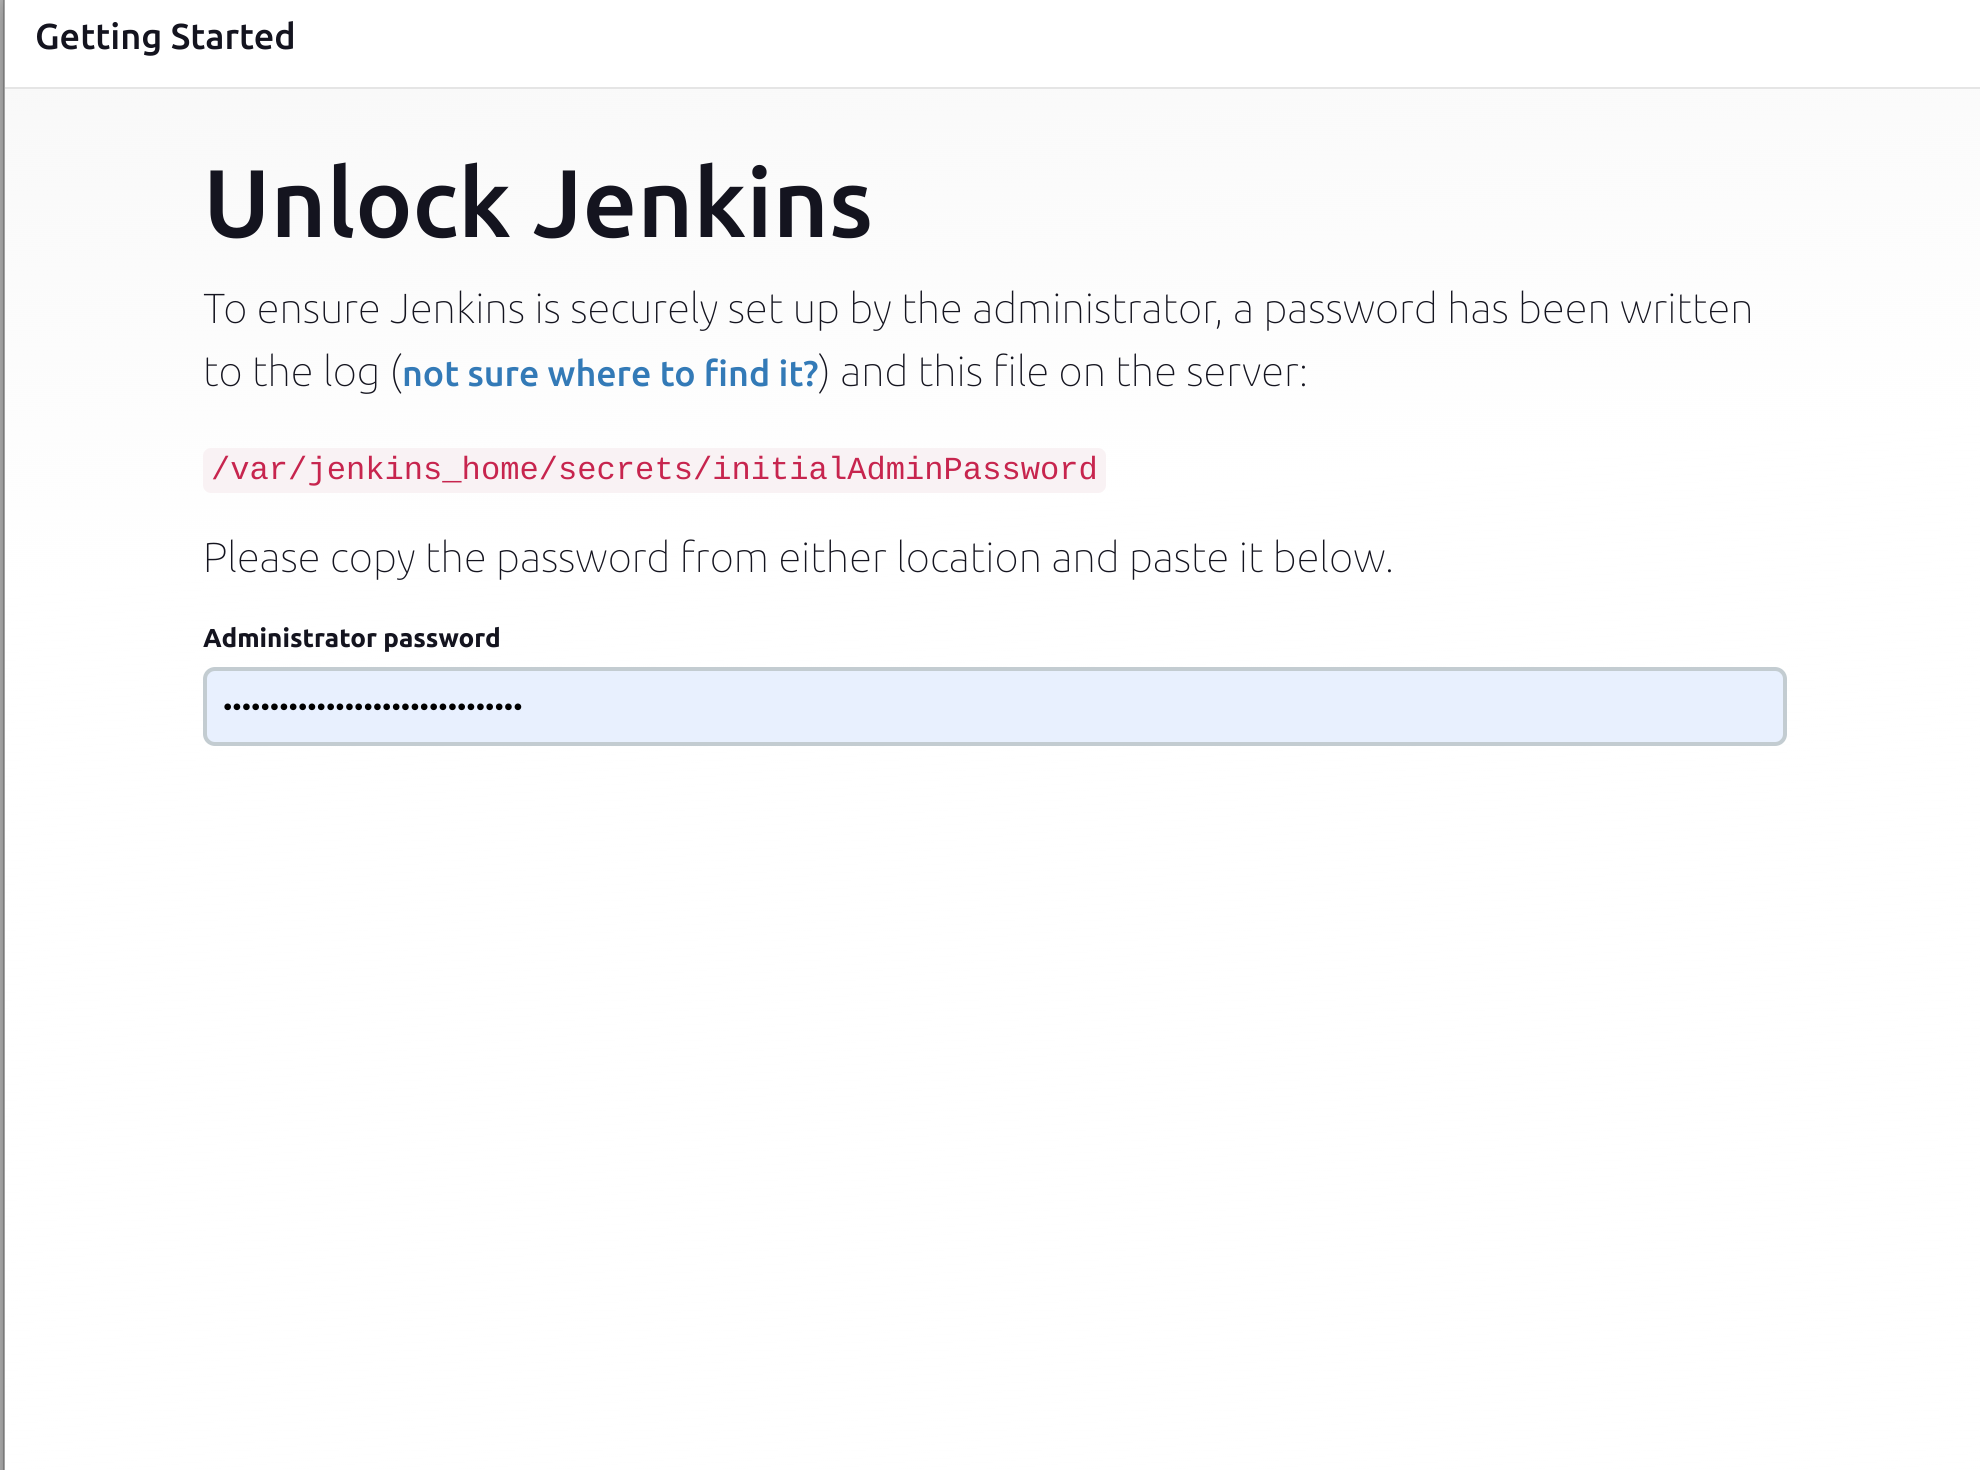 Getting Started
Unlock Jenkins
To ensure Jenkins is securely set up by the administrator, a password has been written
to the log (not sure where to find it?) and this file on the server:
/var/jenkins_home/secrets/initialAdminPassword
Please copy the password from either location and paste it below.
Administrator password
••••••••••••••••••••••••••••••••